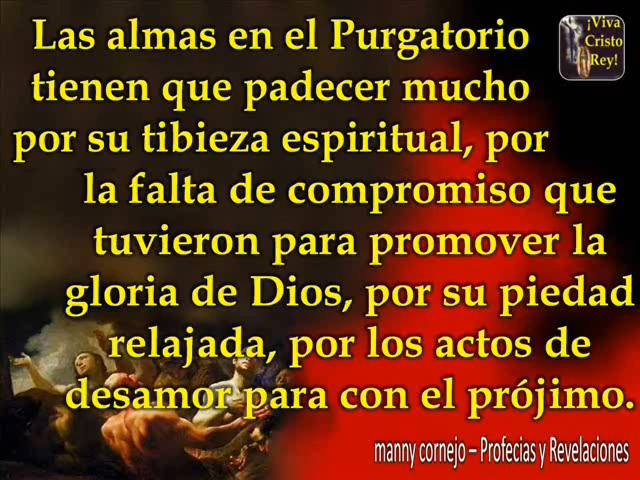 ¡Viva
Cristo
Rey!
Las almas en el Purgatorio
tienen que padecer mucho
por su tibieza espiritual, por
la falta de compromiso que
tuvieron para promover la
gloria de Dios, por su piedad
relajada, por los actos de
desamor para con el prójimo.
manny cornejo – Profecias y Revelaciones